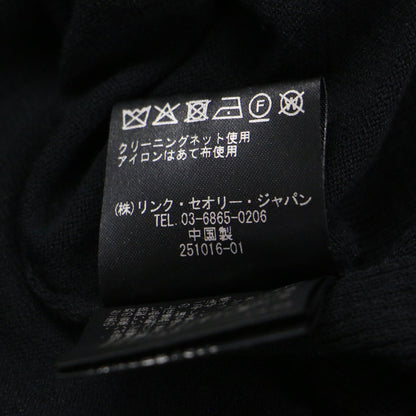 クリーニングネット使用
アイロンはあて布使用
(株)リンク・セオリー・ジャパン
TEL. 03-6865-0206
中国製
251016-01